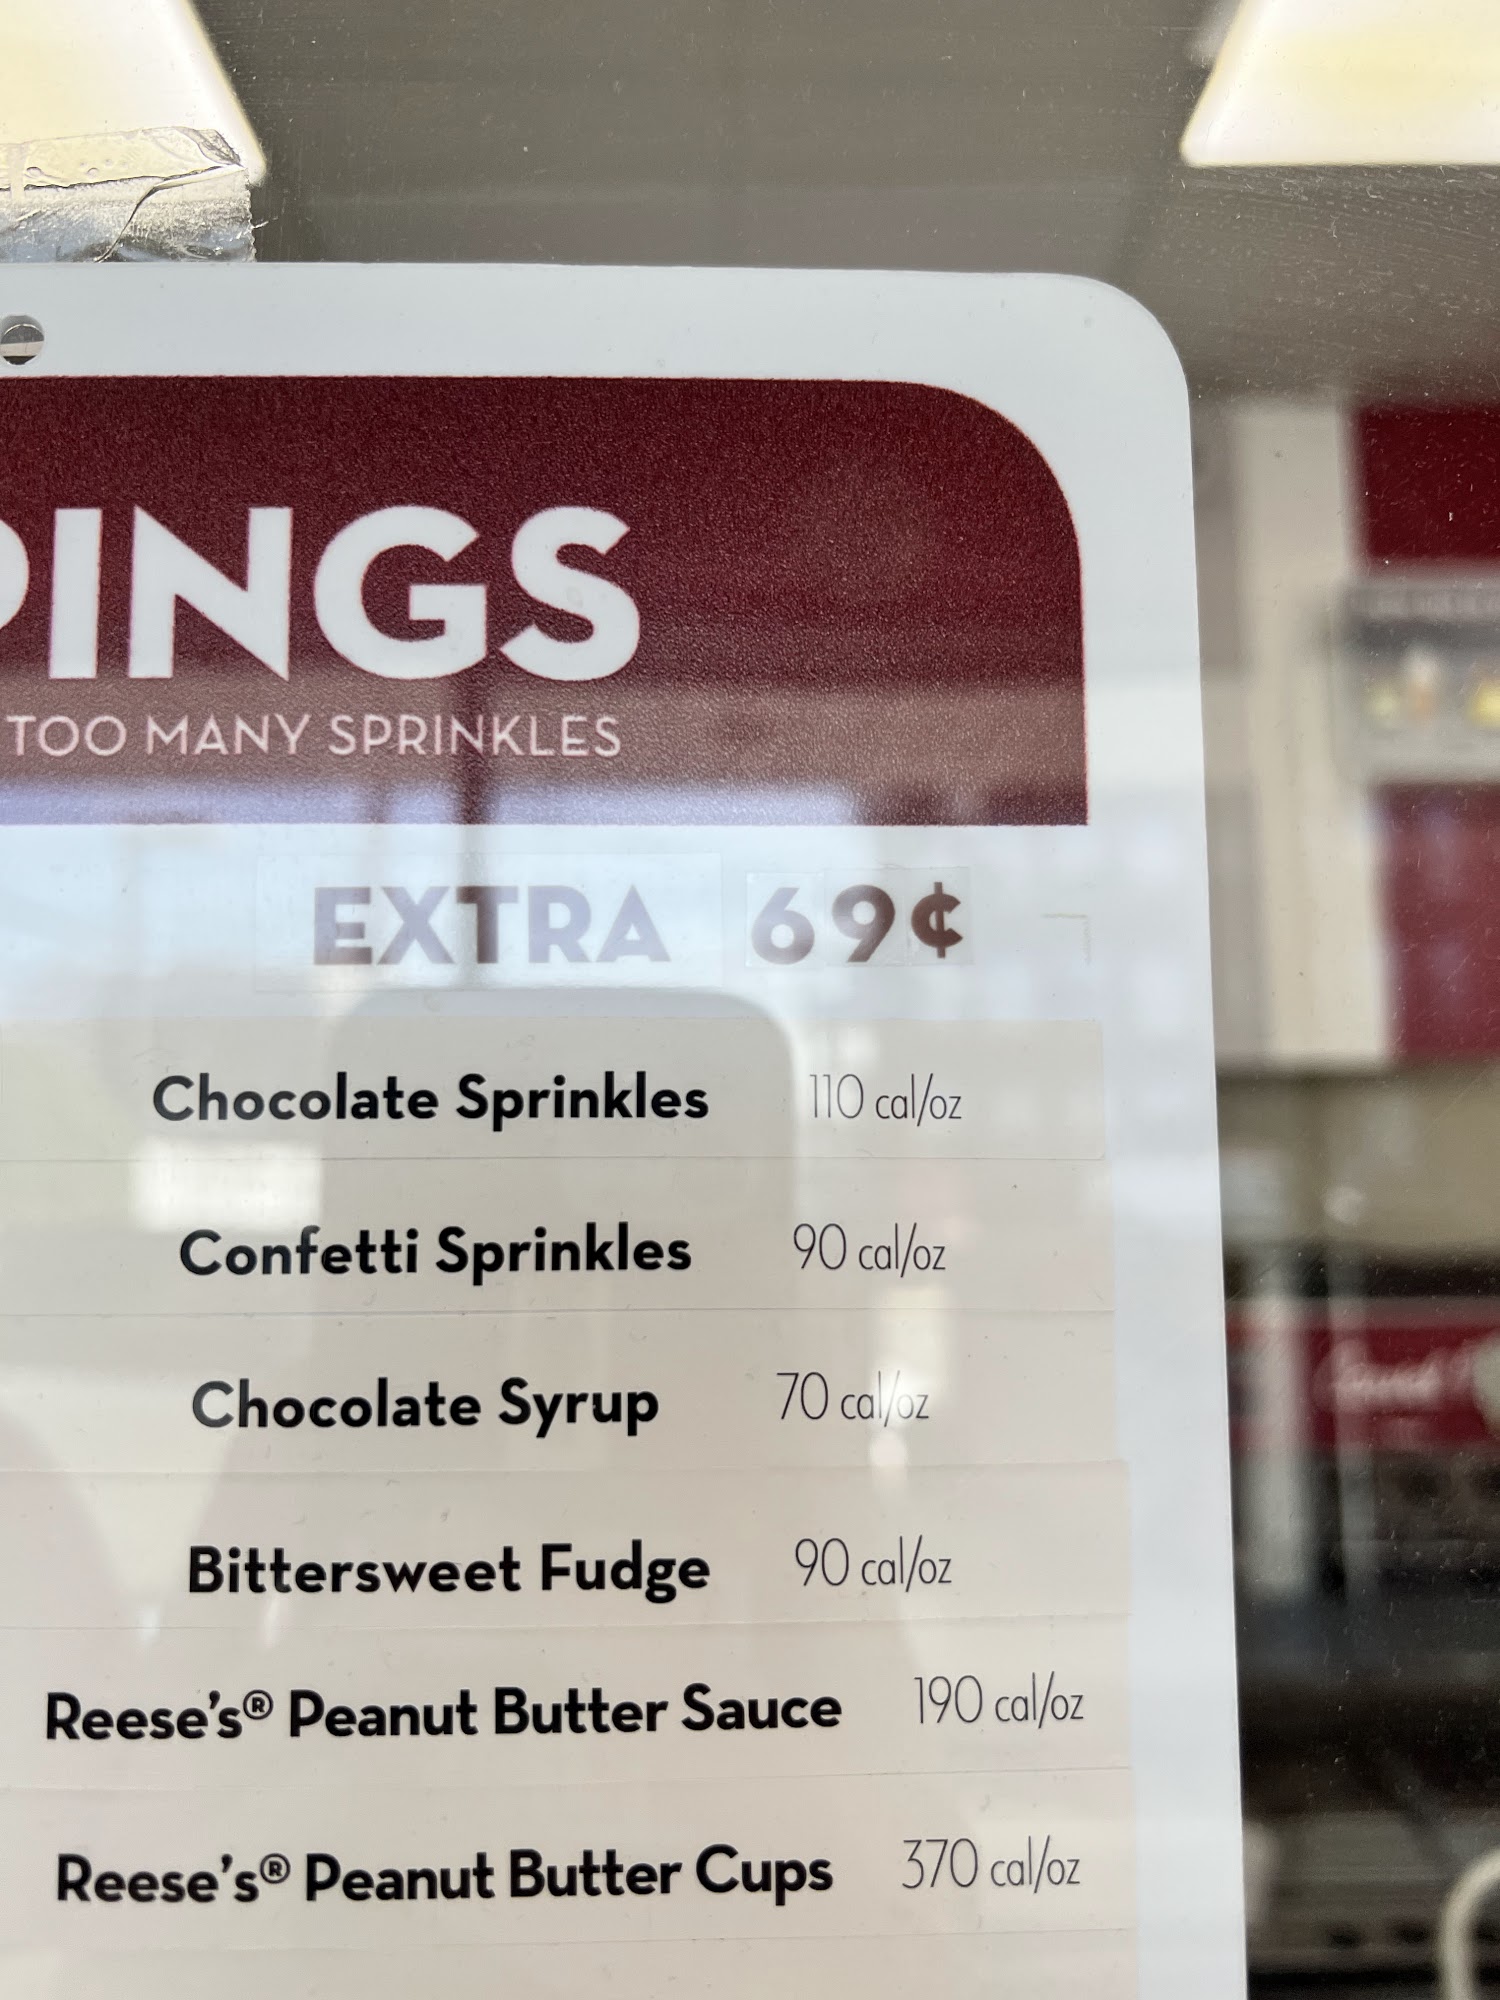 PINGS
TOO MANY SPRINKLES
EXTRA 69¢
Chocolate Sprinkles 110 cal/oz
Confetti Sprinkles 90 cal/oz
Chocolate Syrup 70 cal/oz
Bittersweet Fudge 90 cal/oz
Reese's® Peanut Butter Sauce 190 cal/oz
Reese's® Peanut Butter Cups 370 cal/oz